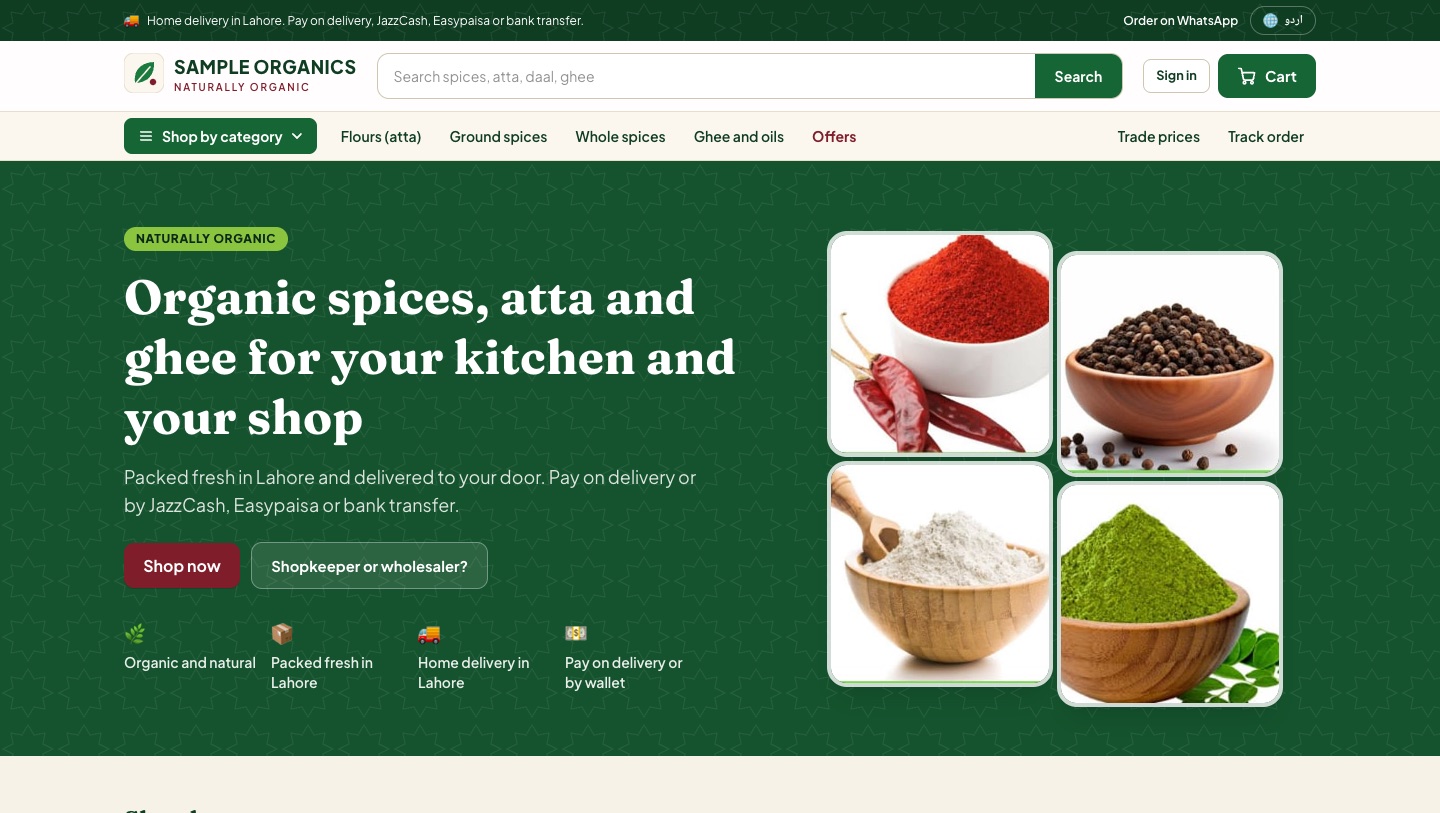 Home delivery in Lahore. Pay on delivery, JazzCash, Easypaisa or bank transfer.
Order on WhatsApp
اردو
SAMPLE ORGANICS
NATURALLY ORGANIC
Search spices, atta, daal, ghee
Search
Sign in
Cart
Shop by category
Flours (atta)
Ground spices
Whole spices
Ghee and oils
Offers
Trade prices
Track order
NATURALLY ORGANIC
Organic spices, atta and
ghee for your kitchen and
your shop
Packed fresh in Lahore and delivered to your door. Pay on delivery or
by JazzCash, Easypaisa or bank transfer.
Shop now
Shopkeeper or wholesaler?
Organic and natural
Packed fresh in
Lahore
Home delivery in
Lahore
Pay on delivery or
by wallet